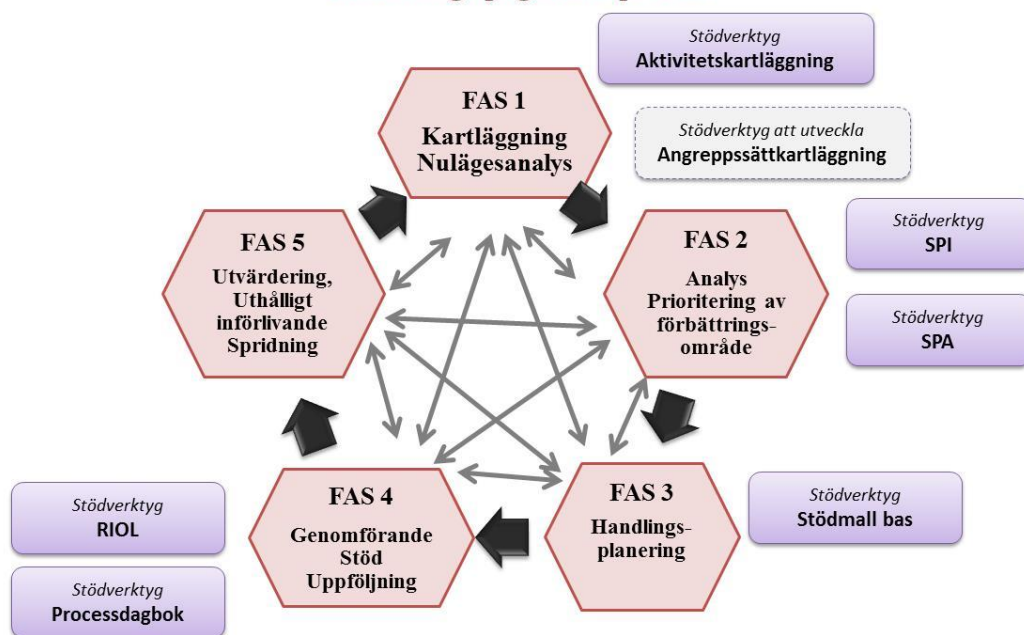 Stödverktyg
Aktivitetskartläggning
FAS 1
Kartläggning
Nulägesanalys
Stödverktyg att utveckla
Angreppssättkartläggning
FAS 2
Analys
Prioritering av
förbättrings-
område
Stödverktyg
SPI
Stödverktyg
SPA
FAS 3
Handlings-
planering
Stödverktyg
Stödmall bas
FAS 4
Genomförande
Stöd
Uppföljning
Stödverktyg
RIOL
Stödverktyg
Processdagbok
FAS 5
Utvärdering,
Uthålligt
införlivande
Spridning